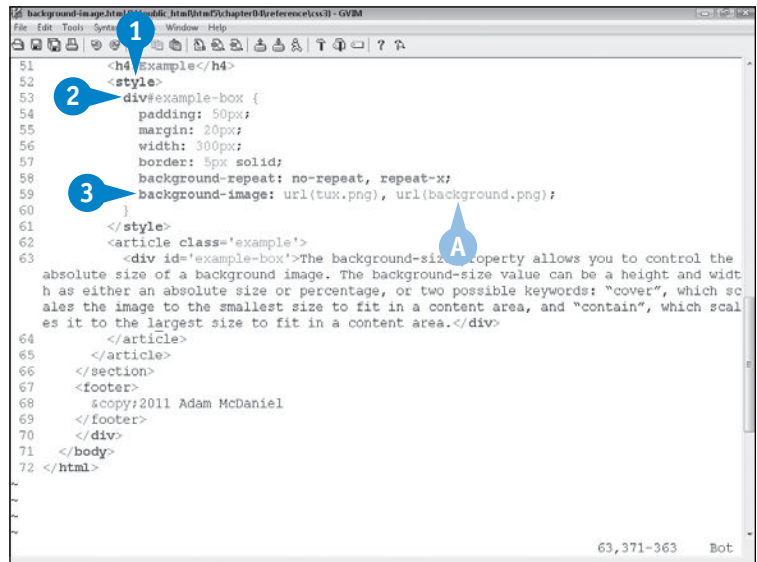 background-image.html
public_html\html5\chapter04\reference\css3) - GVIM
File Edit Tools Window Help
1
51 <h4>Example</h4>
52 <style>
2
53 div#example-box {
54 padding: 50px;
55 margin: 20px;
56 width: 300px;
57 border: 5px solid;
58 background-repeat: no-repeat, repeat-x;
3
59 background-image: url(tux.png), url(background.png);
60 }
61 </style>
A
62 <article class='example'>
63 <div id='example-box'>The property allows you to control the
absolute size of a background image. The background-size value can be a height and widt
h as either an absolute size or percentage, or two possible keywords: “cover”, which sc
ales the image to the smallest size to fit in a content area, and “contain”, which scal
es it to the largest size to fit in a content area.</div>
64 </article>
65 </article>
66 </section>
67 <footer>
68 &copy;2011 Adam McDaniel
69 </footer>
70 </div>
71 </body>
72 </html>
~
~
~
~
63,371-363 Bot